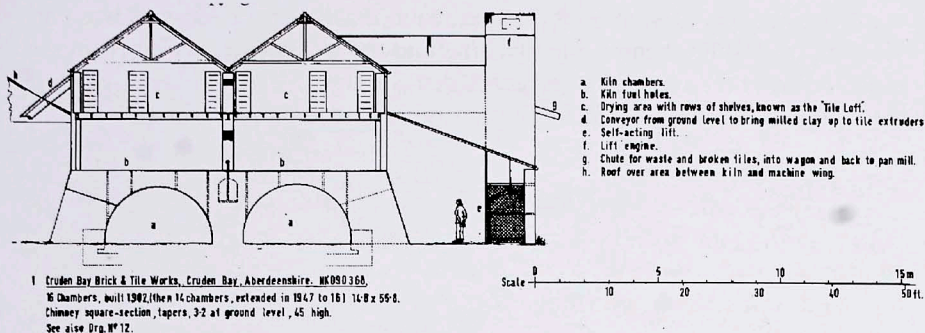 h
d
c
c
f
g
b
b
a
a
e
a Kiln chambers.
b. Kiln fuel holes.
c. Drying area with rows of shelves, known as the "Tile Loft".
d Conveyor from ground level to bring milled clay up to tile extruders
e. Self-acting lift.
f. Lift engine.
g. Chute for waste and broken tiles, into wagon and back to pan mill.
h. Roof over area between kiln and machine wing.
1 Cruden Bay Brick & Tile Works, Cruden Bay, Aberdeenshire. NK090368,
16 Chambers, built 1902, (then 14 chambers, extended in 1947 to 16) 14·8 x 55·8.
Chimney square-section, tapers, 3·2 at ground level, 45 high.
See also Drg. Nº 12.
Scale
0 5 10 15 m
10 20 30 40 50 ft.